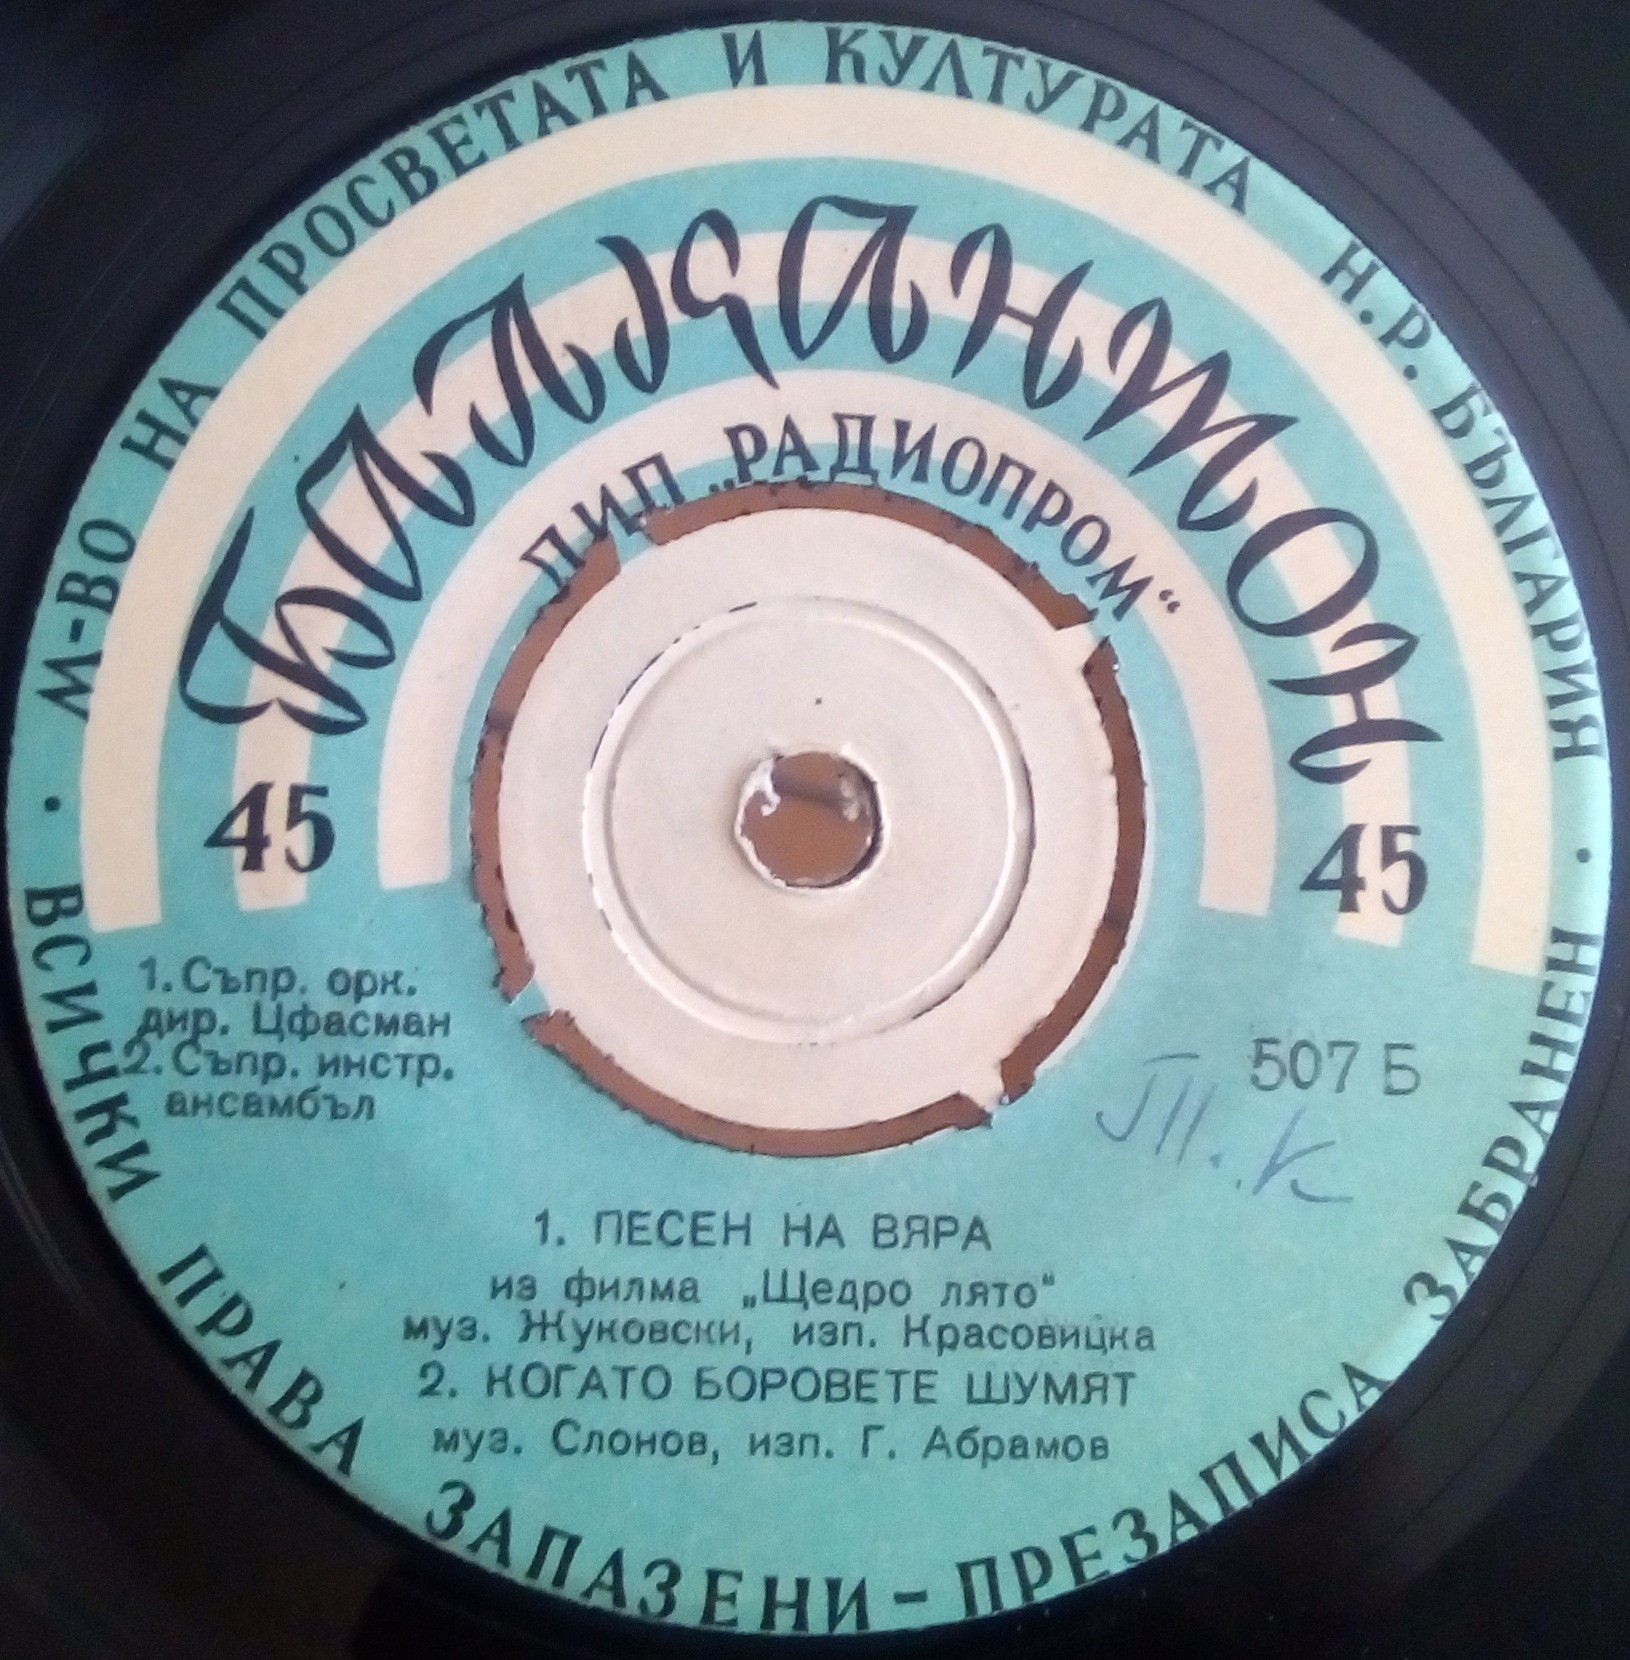 М-ВО НА ПРОСВЕТАТА И КУЛТУРАТА Н.Р. БЪЛГАРИЯ
БАЛКАНТОН
ПИП „РАДИОПРОМ“
45
45
1. Съпр. орк.
дир. Цфасман
2. Съпр. инстр.
ансамбъл
507 Б
Т.К
1. ПЕСЕН НА ВЯРА
из филма „Щедро лято"
муз. Жуковски, изп. Красовицка
2. КОГАТО БОРОВЕТЕ ШУМЯТ
муз. Слонов, изп. Г. Абрамов
· ВСИЧКИ ПРАВА ЗАПАЗЕНИ - ПРЕЗАПИСА ЗАБРАНЕН ·